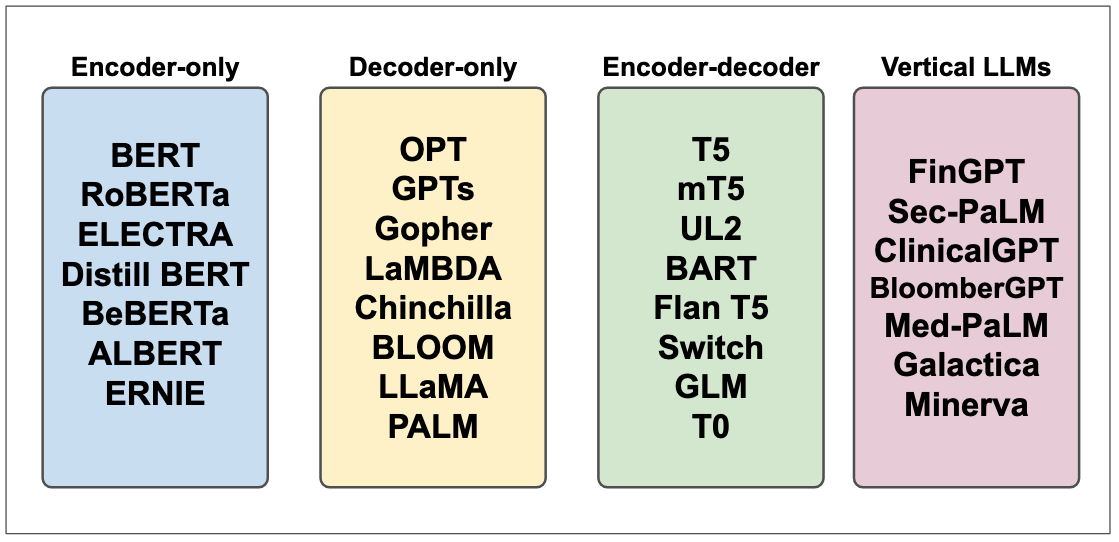 Encoder-only
BERT
RoBERTa
ELECTRA
Distill BERT
BeBERTa
ALBERT
ERNIE
Decoder-only
OPT
GPTs
Gopher
LaMBDA
Chinchilla
BLOOM
LLaMA
PALM
Encoder-decoder
T5
mT5
UL2
BART
Flan T5
Switch
GLM
T0
Vertical LLMs
FinGPT
Sec-PaLM
ClinicalGPT
BloomberGPT
Med-PaLM
Galactica
Minerva